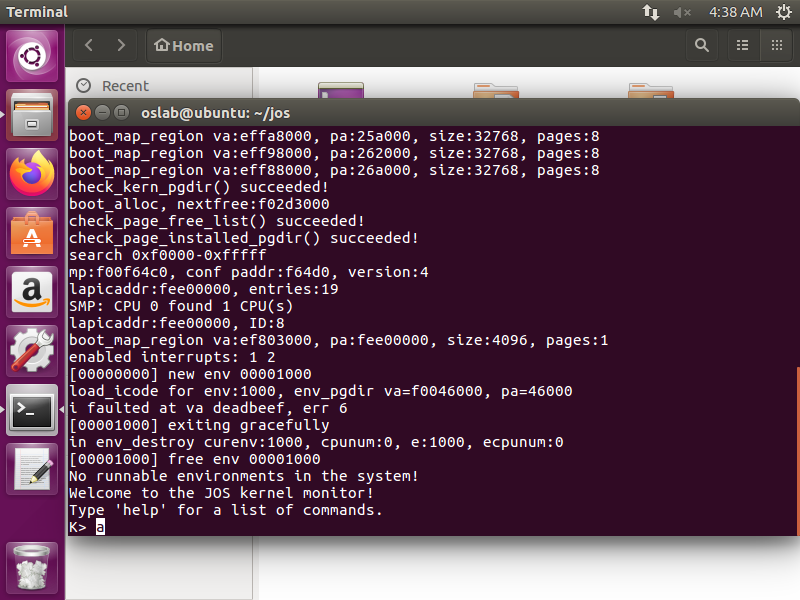 Terminal
4:38 AM
Home
Recent
oslab@ubuntu: ~/jos
boot_map_region va:effa8000, pa:25a000, size:32768, pages:8
boot_map_region va:eff98000, pa:262000, size:32768, pages:8
boot_map_region va:eff88000, pa:26a000, size:32768, pages:8
check_kern_pgdir() succeeded!
boot_alloc, nextfree:f02d3000
check_page_free_list() succeeded!
check_page_installed_pgdir() succeeded!
search 0xf0000-0xfffff
mp:f00f64c0, conf paddr:f64d0, version:4
lapicaddr:fee00000, entries:19
SMP: CPU 0 found 1 CPU(s)
lapicaddr:fee00000, ID:8
boot_map_region va:ef803000, pa:fee00000, size:4096, pages:1
enabled interrupts: 1 2
[00000000] new env 00001000
load_icode for env:1000, env_pgdir va=f0046000, pa=46000
i faulted at va deadbeef, err 6
[00001000] exiting gracefully
in env_destroy curenv:1000, cpunum:0, e:1000, ecpunum:0
[00001000] free env 00001000
No runnable environments in the system!
Welcome to the JOS kernel monitor!
Type 'help' for a list of commands.
K> a